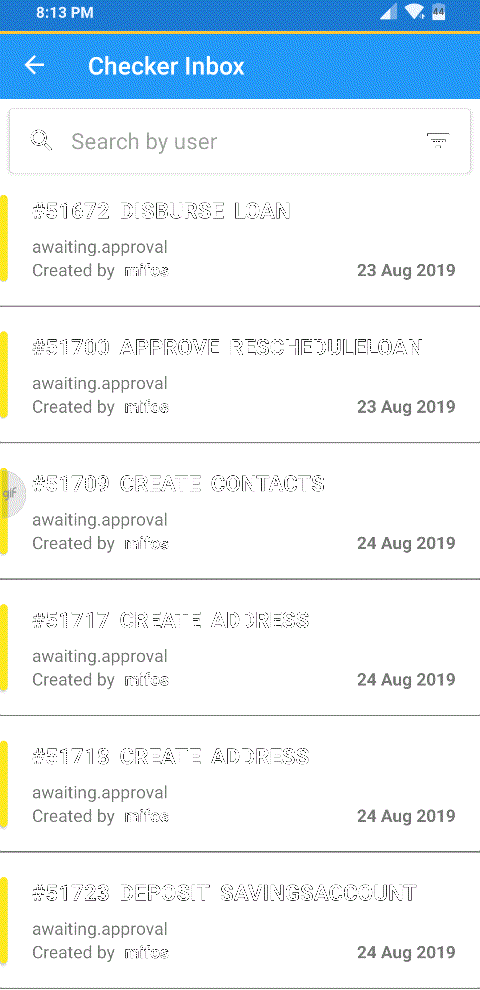 8:13 PM 44
Checker Inbox
Search by user
#51672 DISBURSE LOAN
awaiting.approval
Created by mifos 23 Aug 2019
#51700 APPROVE RESCHEDULELOAN
awaiting.approval
Created by mifos 23 Aug 2019
#51709 CREATE CONTACTS
gif
awaiting.approval
Created by mifos 24 Aug 2019
#51717 CREATE ADDRESS
awaiting.approval
Created by mifos 24 Aug 2019
#51718 CREATE ADDRESS
awaiting.approval
Created by mifos 24 Aug 2019
#51723 DEPOSIT SAVINGSACCOUNT
awaiting.approval
Created by mifos 24 Aug 2019